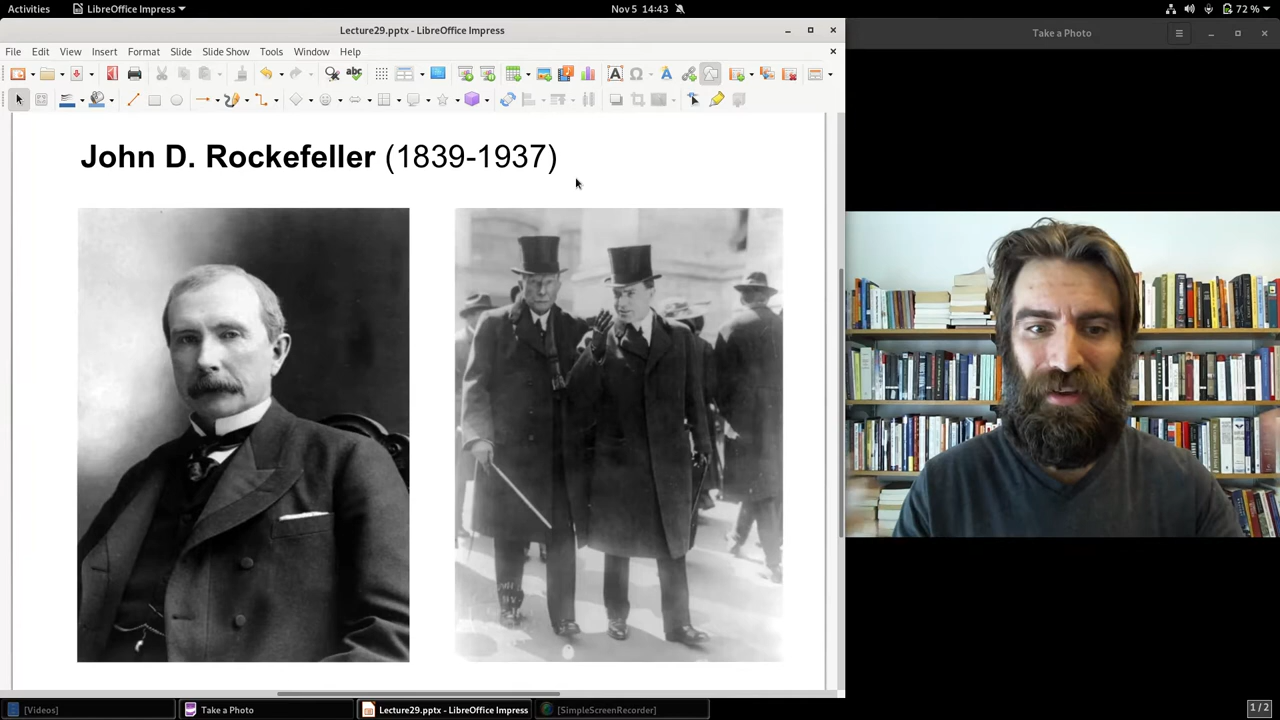 Activities LibreOffice Impress Nov 5 14:43 72 %
Lecture29.pptx - LibreOffice Impress
Take a Photo
File Edit View Insert Format Slide Slide Show Tools Window Help
John D. Rockefeller (1839-1937)
[Videos] Take a Photo Lecture29.pptx - LibreOffice Impress [SimpleScreenRecorder] 1/2